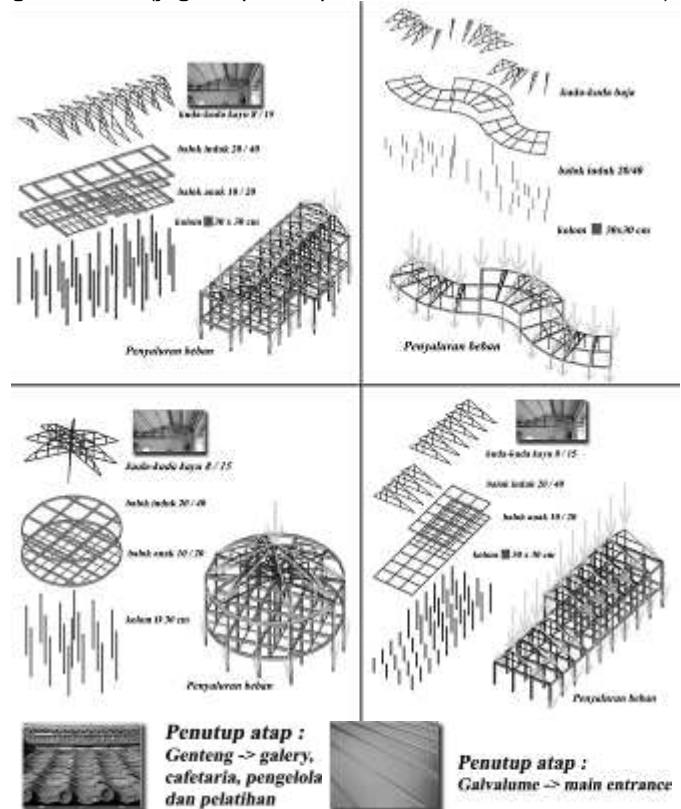 kuda-kuda kayu 8 / 15
balok induk 20 / 40
balok anak 10 / 20
kolom 30 x 30 cm
Penyaluran beban
kuda-kuda baja
balok induk 20/40
kolom 30x30 cm
Penyaluran beban
kuda-kuda kayu 8 / 15
balok induk 20 / 40
balok anak 10 / 20
kolom Ø 30 cm
Penyaluran beban
kuda-kuda kayu 8 / 15
balok induk 20 / 40
balok anak 10 / 20
kolom 30 x 30 cm
Penyaluran beban
Penutup atap :
Genteng -> galery,
cafetaria, pengelola
dan pelatihan
Penutup atap :
Galvalume -> main entrance